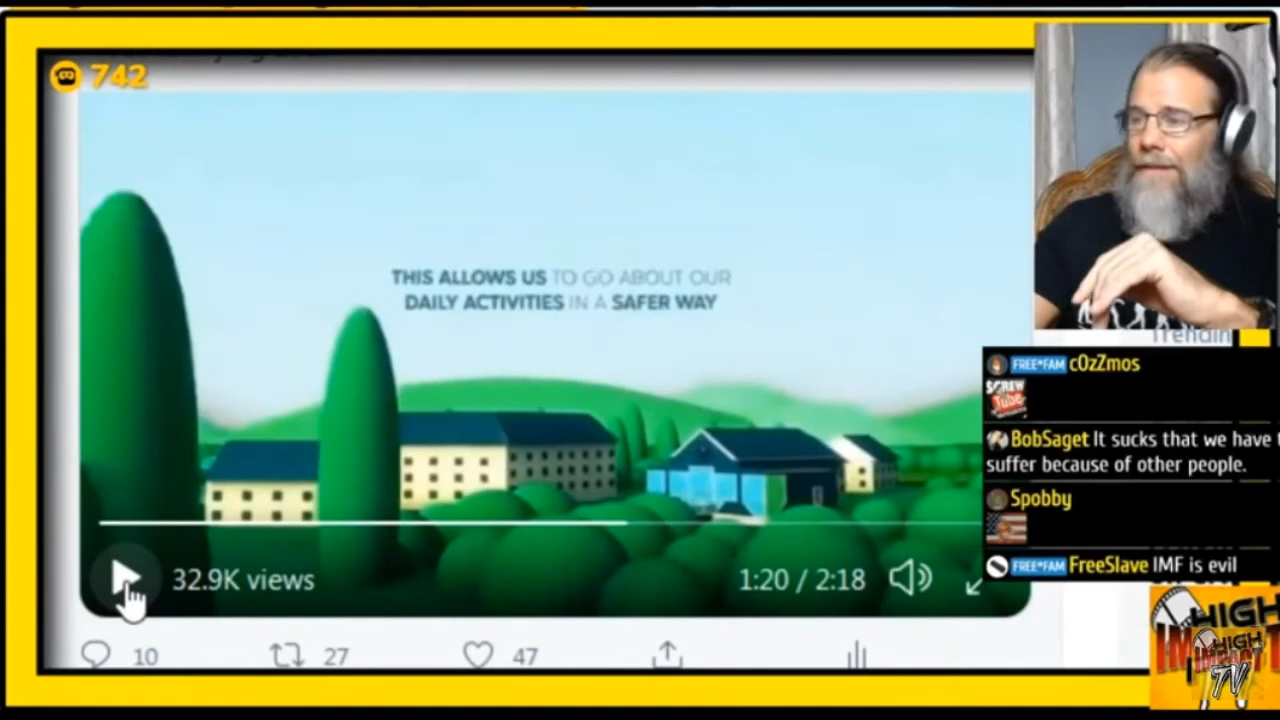 742
THIS ALLOWS US TO GO ABOUT OUR
DAILY ACTIVITIES IN A SAFER WAY
32.9K views
1:20 / 2:18
10
27
47
Trendin
FREE*FAM cOzZmos
SCREW
Tube
BobSaget It sucks that we have
suffer because of other people.
Spobby
FREE*FAM FreeSlave IMF is evil
HIGH
HIGH
TV